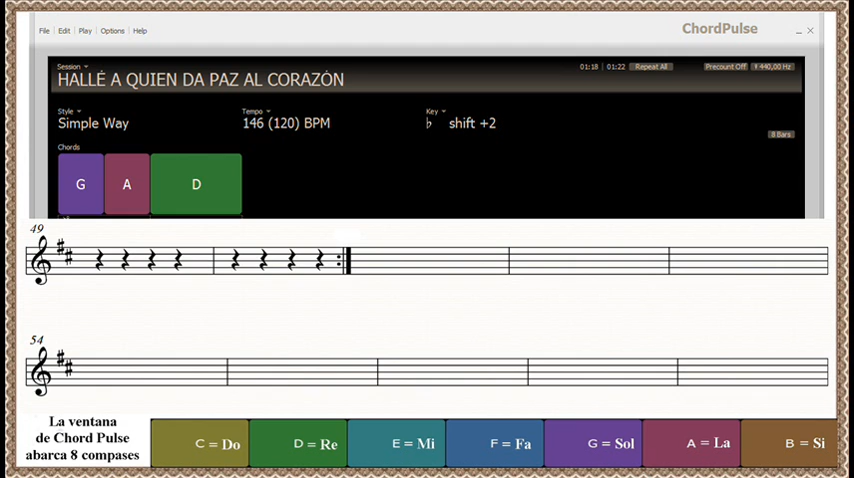 File Edit Play Options Help
ChordPulse
Session
01:18 01:22 Repeat All Precount Off 440,00 Hz
HALLÉ A QUIEN DA PAZ AL CORAZÓN
Style Tempo Key
Simple Way 146 (120) BPM ♭ shift +2
8 Bars
Chords
G A D
49
54
La ventana
de Chord Pulse
abarca 8 compases
C = Do D = Re E = Mi F = Fa G = Sol A = La B = Si